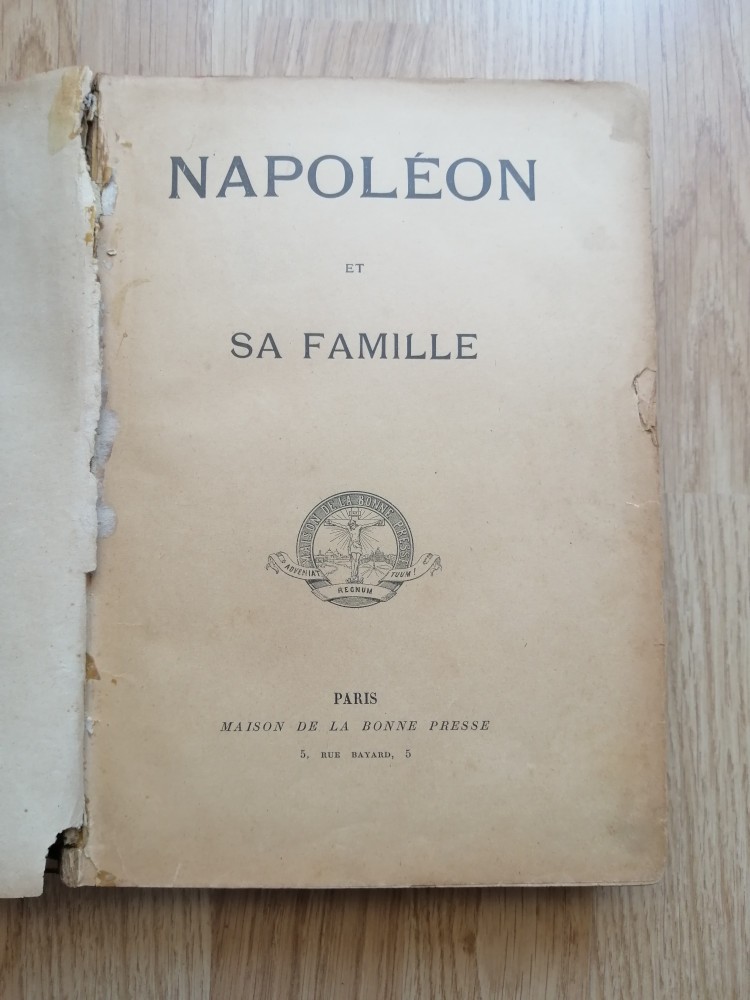 NAPOLÉON
ET
SA FAMILLE
MAISON DE LA BONNE PRESSE
ADVENIAT
REGNUM
TUUM!
PARIS
MAISON DE LA BONNE PRESSE
5, RUE BAYARD, 5